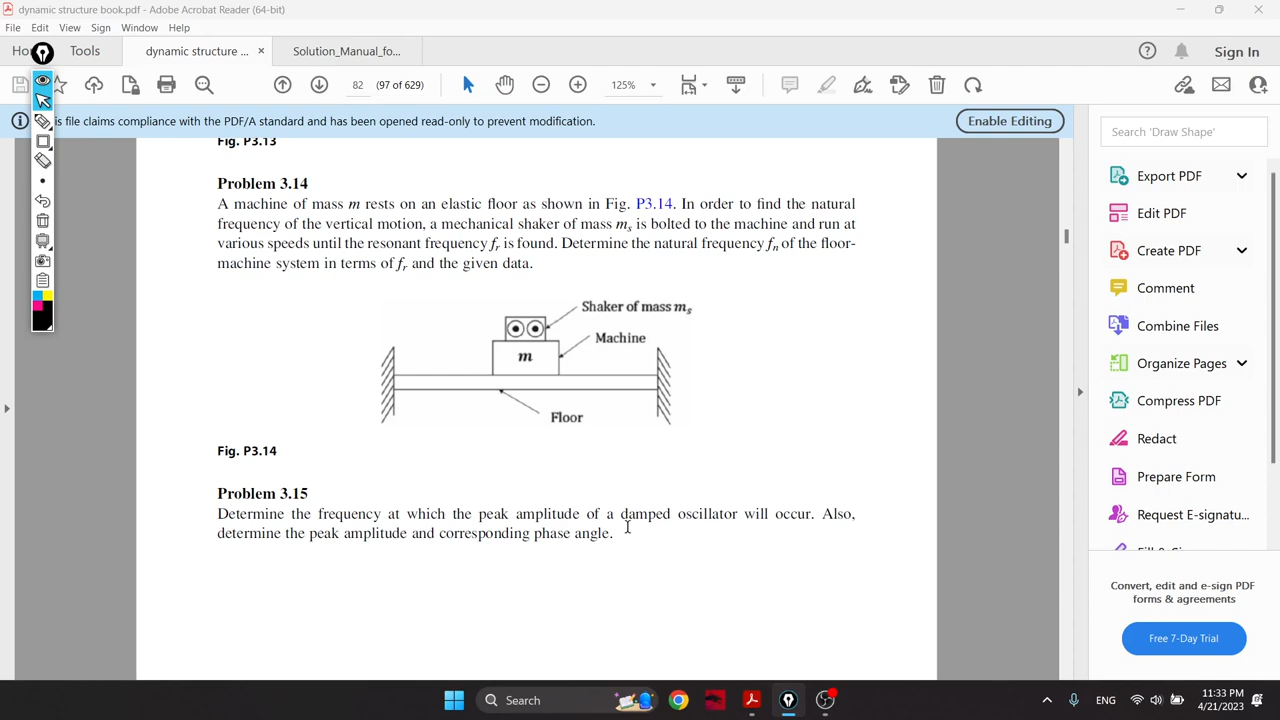 dynamic structure book.pdf - Adobe Acrobat Reader (64-bit)
File Edit View Sign Window Help
Tools dynamic structure ... × Solution_Manual_fo... Sign In
82 (97 of 629) 125%
is file claims compliance with the PDF/A standard and has been opened read-only to prevent modification. Enable Editing
Fig. P3.13
Problem 3.14
A machine of mass m rests on an elastic floor as shown in Fig. P3.14. In order to find the natural
frequency of the vertical motion, a mechanical shaker of mass mₛ is bolted to the machine and run at
various speeds until the resonant frequency fᵣ is found. Determine the natural frequency fₙ of the floor-
machine system in terms of fᵣ and the given data.
Shaker of mass mₛ
Machine
m
Floor
Fig. P3.14
Problem 3.15
Determine the frequency at which the peak amplitude of a damped oscillator will occur. Also,
determine the peak amplitude and corresponding phase angle.
Search 'Draw Shape'
Export PDF
Edit PDF
Create PDF
Comment
Combine Files
Organize Pages
Compress PDF
Redact
Prepare Form
Request E-signatu...
Convert, edit and e-sign PDF
forms & agreements
Free 7-Day Trial
Search
ENG
11:33 PM
4/21/2023